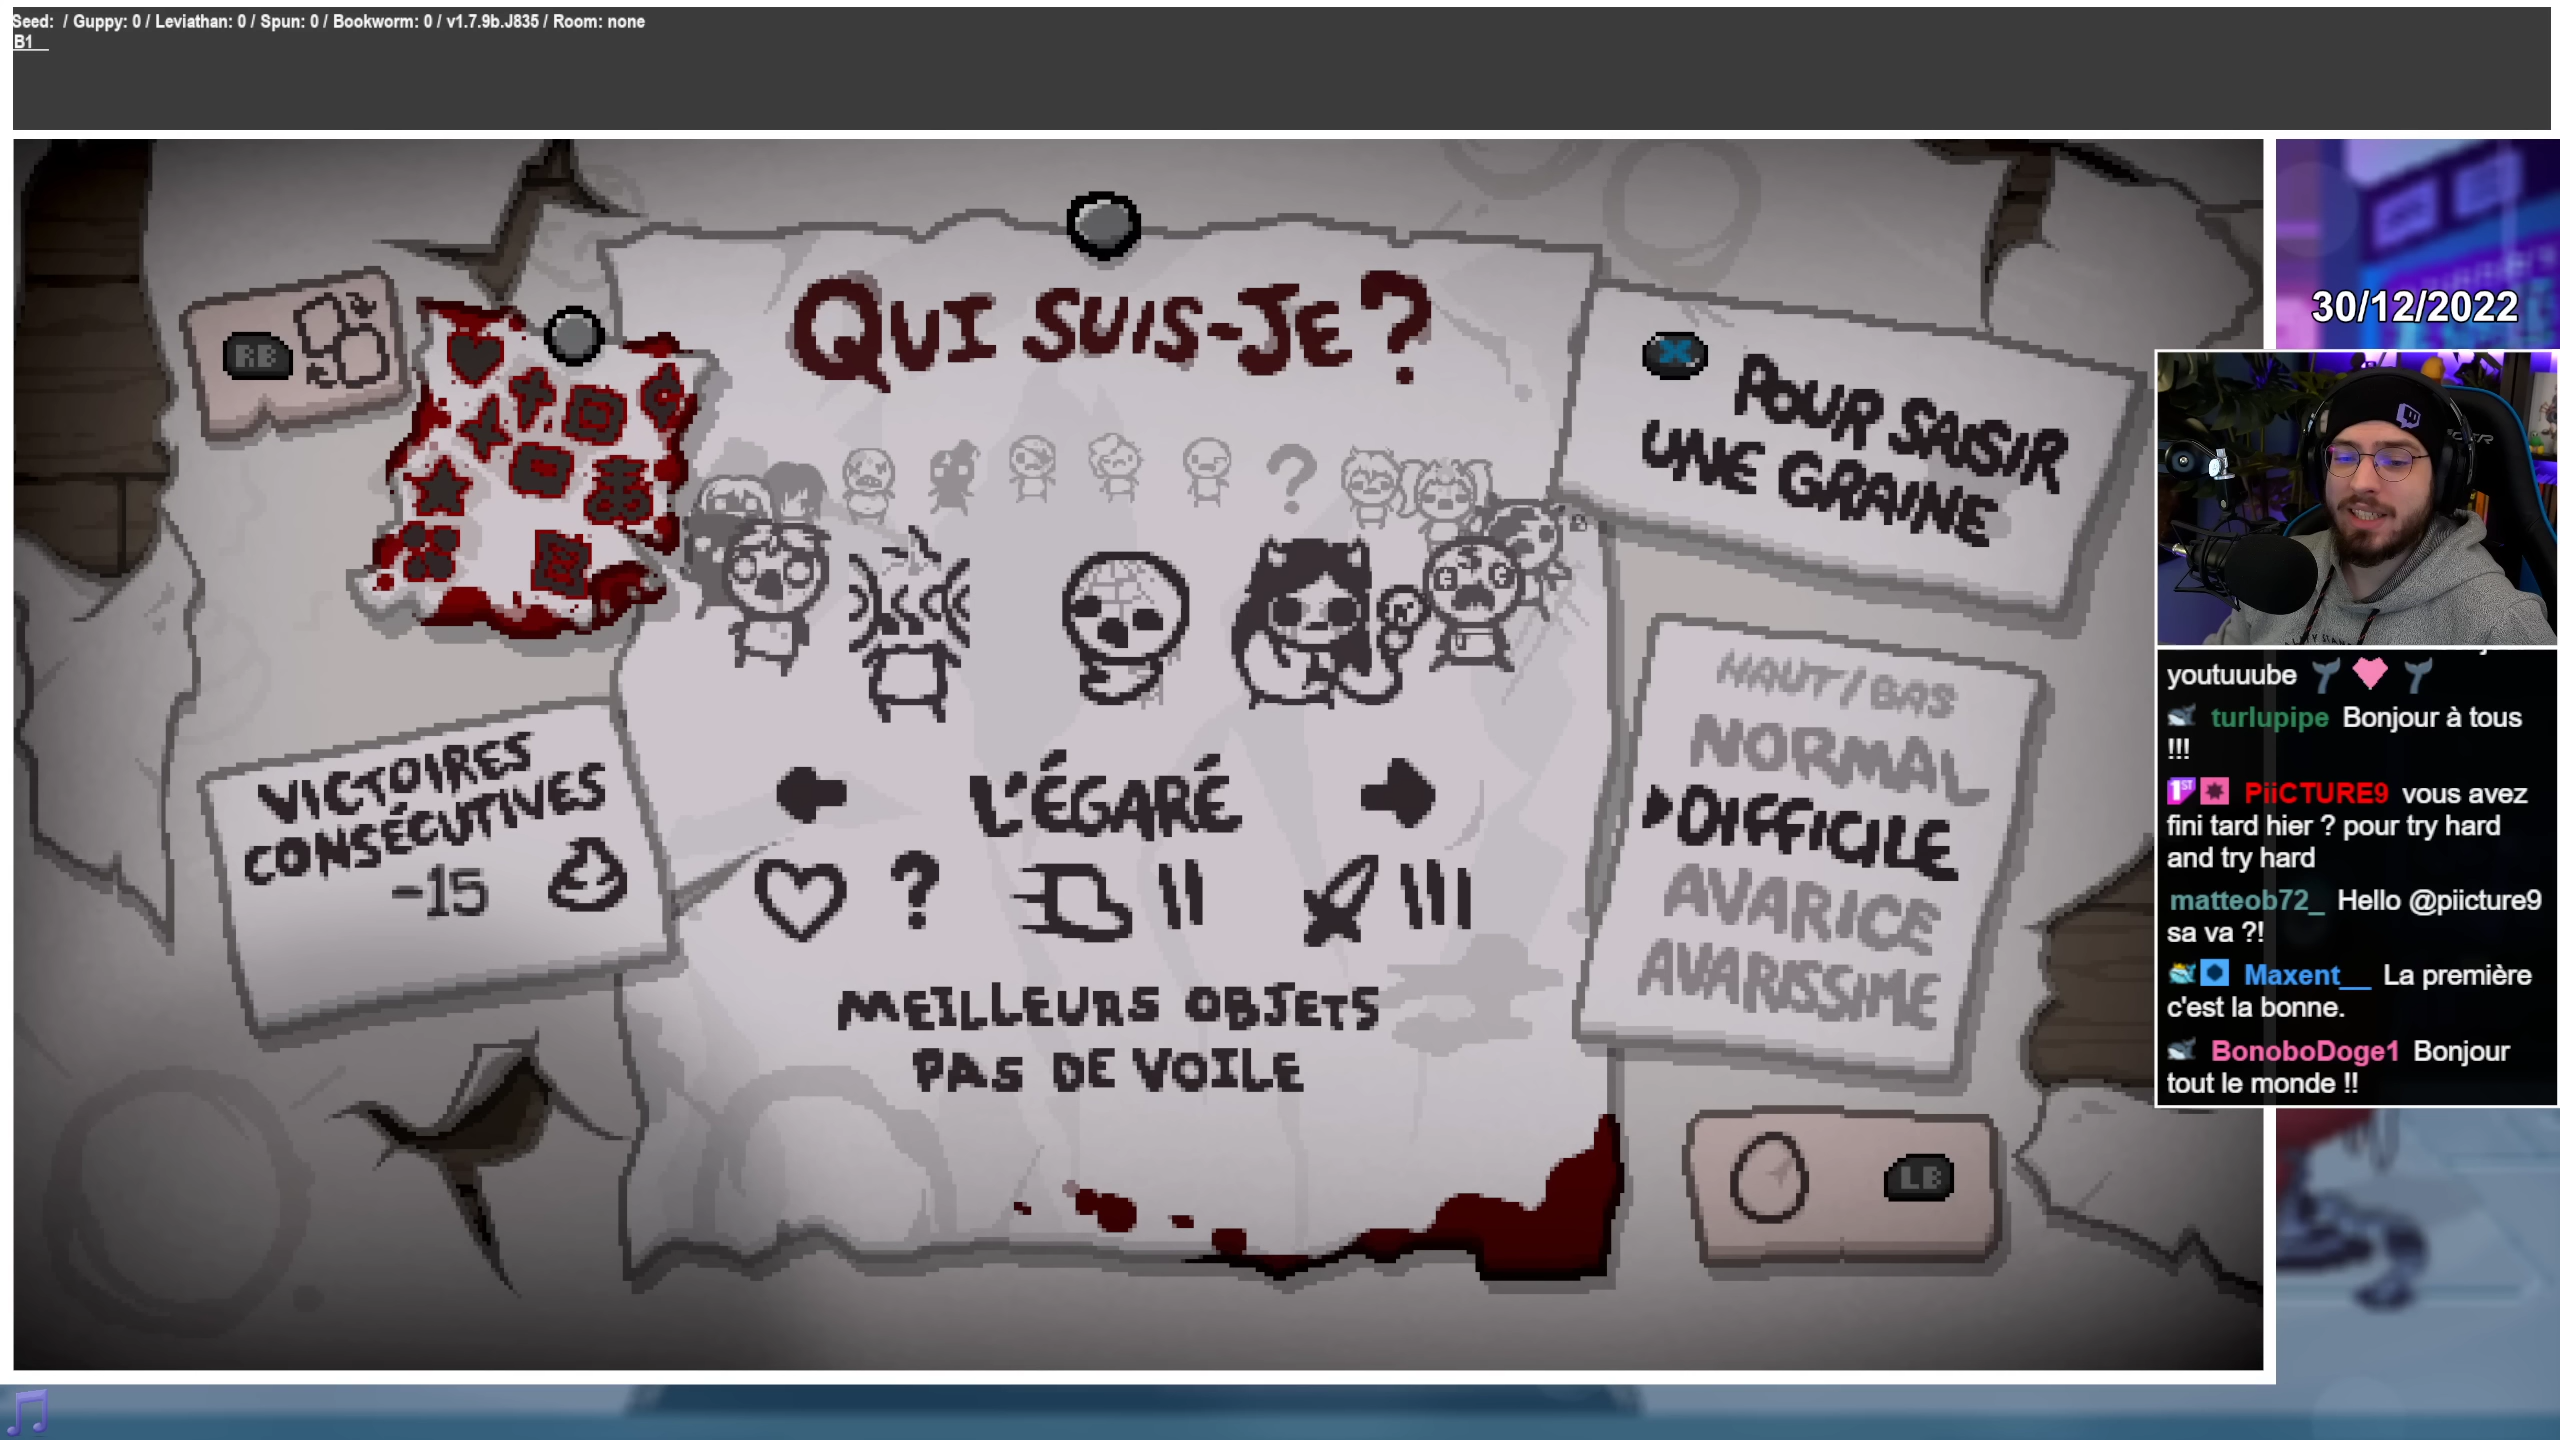 Seed:  / Guppy: 0 / Leviathan: 0 / Spun: 0 / Bookworm: 0 / v1.7.9b.J835 / Room: none
B1
RB
QUI SUIS-JE?
X POUR SAISIR
UNE GRAINE
HAUT/BAS
NORMAL
DIFFICILE
AVARICE
AVARISSIME
VICTOIRES
CONSÉCUTIVES
-15
L'ÉGARÉ
?
MEILLEURS OBJETS
PAS DE VOILE
LB
30/12/2022
youtuuube
turlupipe Bonjour à tous
!!!
1ST PiiCTURE9 vous avez
fini tard hier ? pour try hard
and try hard
matteob72_ Hello @piicture9
sa va ?!
Maxent__ La première
c'est la bonne.
BonoboDoge1 Bonjour
tout le monde !!